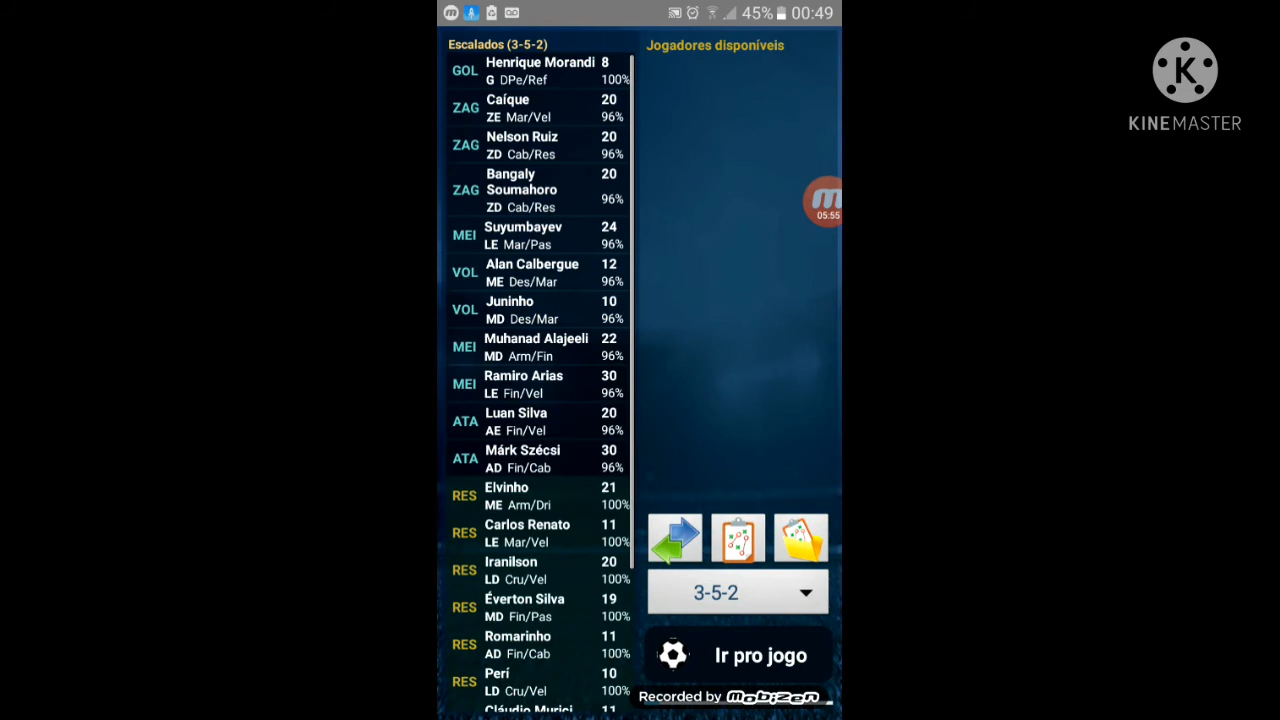 45% 00:49
Escalados (3-5-2)
Jogadores disponíveis
GOL Henrique Morandi 8
G DPe/Ref 100%
ZAG Caíque 20
ZE Mar/Vel 96%
ZAG Nelson Ruiz 20
ZD Cab/Res 96%
ZAG Bangaly Soumahoro 20
ZD Cab/Res 96%
MEI Suyumbayev 24
LE Mar/Pas 96%
VOL Alan Calbergue 12
ME Des/Mar 96%
VOL Juninho 10
MD Des/Mar 96%
MEI Muhanad Alajeeli 22
MD Arm/Fin 96%
MEI Ramiro Arias 30
LE Fin/Vel 96%
ATA Luan Silva 20
AE Fin/Vel 96%
ATA Márk Szécsi 30
AD Fin/Cab 96%
RES Elvinho 21
ME Arm/Dri 100%
RES Carlos Renato 11
LE Mar/Vel 100%
RES Iranilson 20
LD Cru/Vel 100%
RES Éverton Silva 19
MD Fin/Pas 100%
RES Romarinho 11
AD Fin/Cab 100%
RES Perí 10
LD Cru/Vel 100%
Cláudio Murici 11
05:55
3-5-2
Ir pro jogo
Recorded by mobizen
K
KINEMASTER